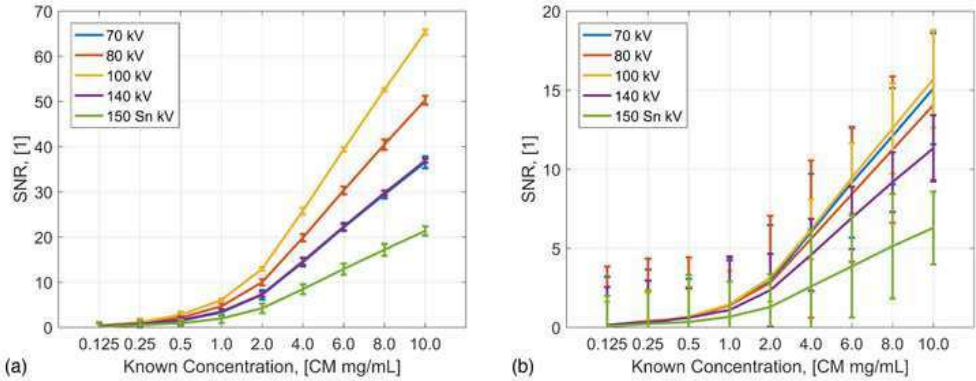 70
60
50
40
30
20
10
0
SNR, [1]
70 kV
80 kV
100 kV
140 kV
150 Sn kV
0.125 0.25 0.5 1.0 2.0 4.0 6.0 8.0 10.0
Known Concentration, [CM mg/mL]
(a)
20
15
10
5
0
SNR, [1]
70 kV
80 kV
100 kV
140 kV
150 Sn kV
0.125 0.25 0.5 1.0 2.0 4.0 6.0 8.0 10.0
Known Concentration, [CM mg/mL]
(b)